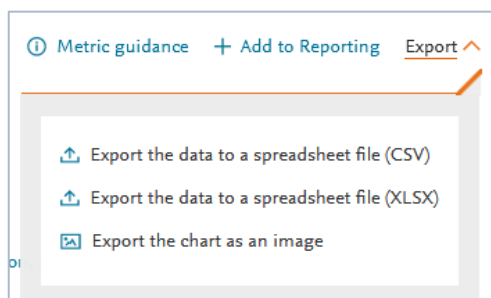 Metric guidance + Add to Reporting Export
Export the data to a spreadsheet file (CSV)
Export the data to a spreadsheet file (XLSX)
Export the chart as an image